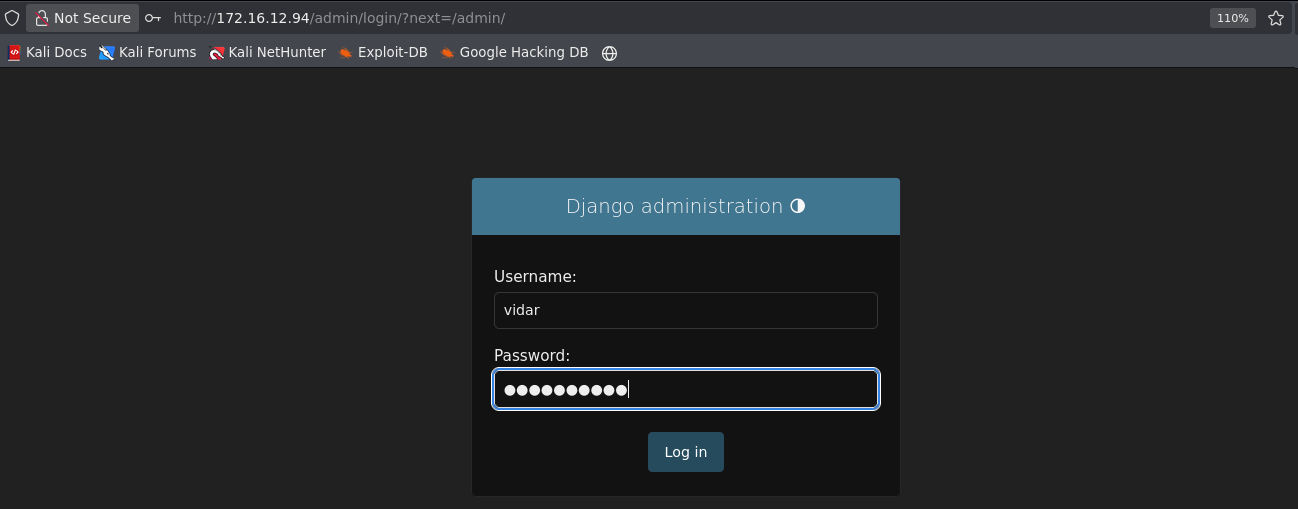 Not Secure http://172.16.12.94/admin/login/?next=/admin/ 110%
Kali Docs Kali Forums Kali NetHunter Exploit-DB Google Hacking DB
Django administration
Username:
vidar
Password:
Log in